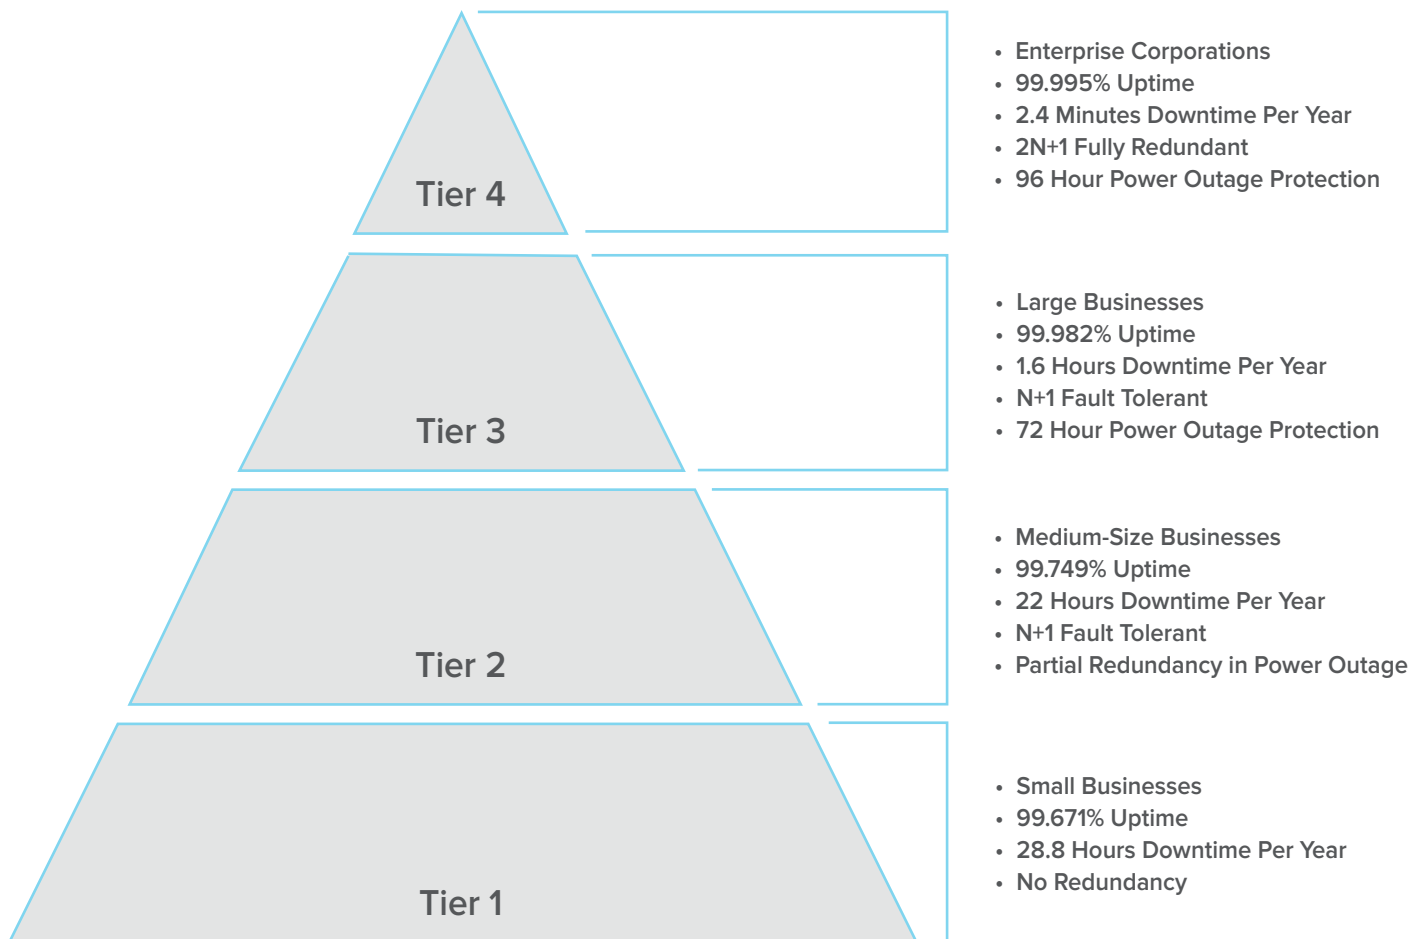 Tier 4
• Enterprise Corporations
• 99.995% Uptime
• 2.4 Minutes Downtime Per Year
• 2N+1 Fully Redundant
• 96 Hour Power Outage Protection
Tier 3
• Large Businesses
• 99.982% Uptime
• 1.6 Hours Downtime Per Year
• N+1 Fault Tolerant
• 72 Hour Power Outage Protection
Tier 2
• Medium-Size Businesses
• 99.749% Uptime
• 22 Hours Downtime Per Year
• N+1 Fault Tolerant
• Partial Redundancy in Power Outage
Tier 1
• Small Businesses
• 99.671% Uptime
• 28.8 Hours Downtime Per Year
• No Redundancy